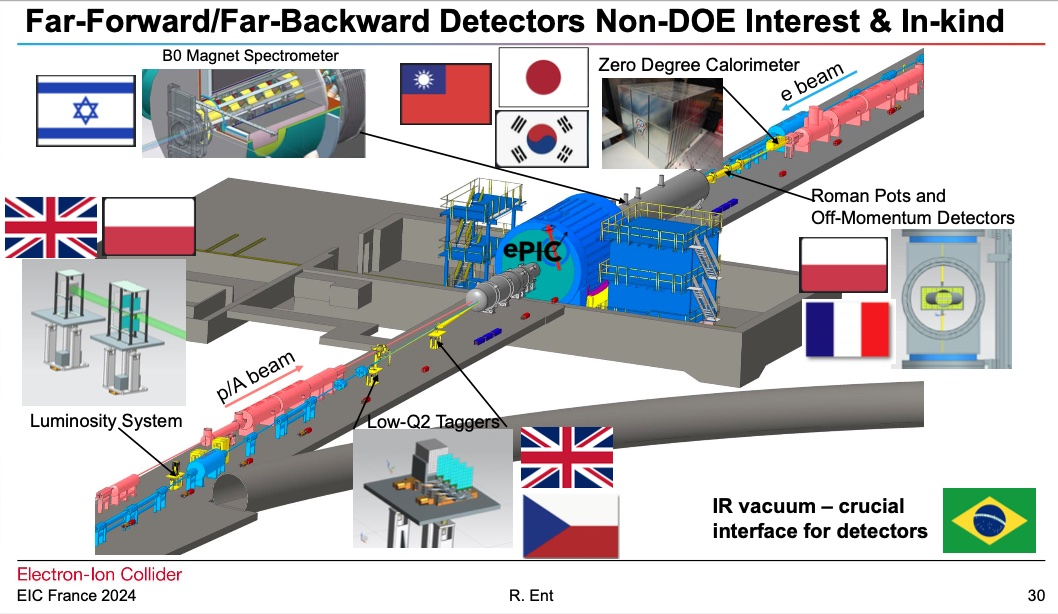 Far-Forward/Far-Backward Detectors Non-DOE Interest & In-kind
B0 Magnet Spectrometer
Zero Degree Calorimeter
e beam
Roman Pots and
Off-Momentum Detectors
ePIC
p/A beam
Luminosity System
Low-Q2 Taggers
IR vacuum – crucial
interface for detectors
Electron-Ion Collider
EIC France 2024
R. Ent
30